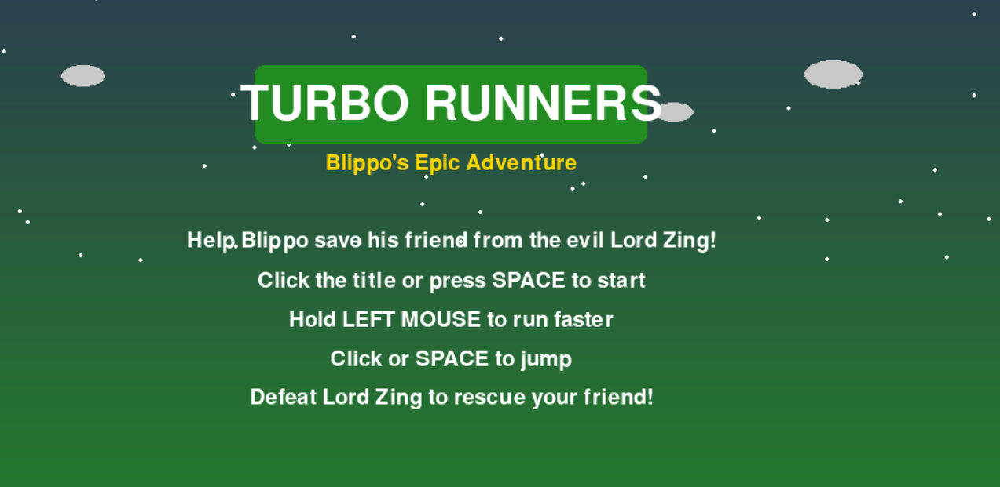 TURBO RUNNERS
Blippo's Epic Adventure
Help Blippo save his friend from the evil Lord Zing!
Click the title or press SPACE to start
Hold LEFT MOUSE to run faster
Click or SPACE to jump
Defeat Lord Zing to rescue your friend!